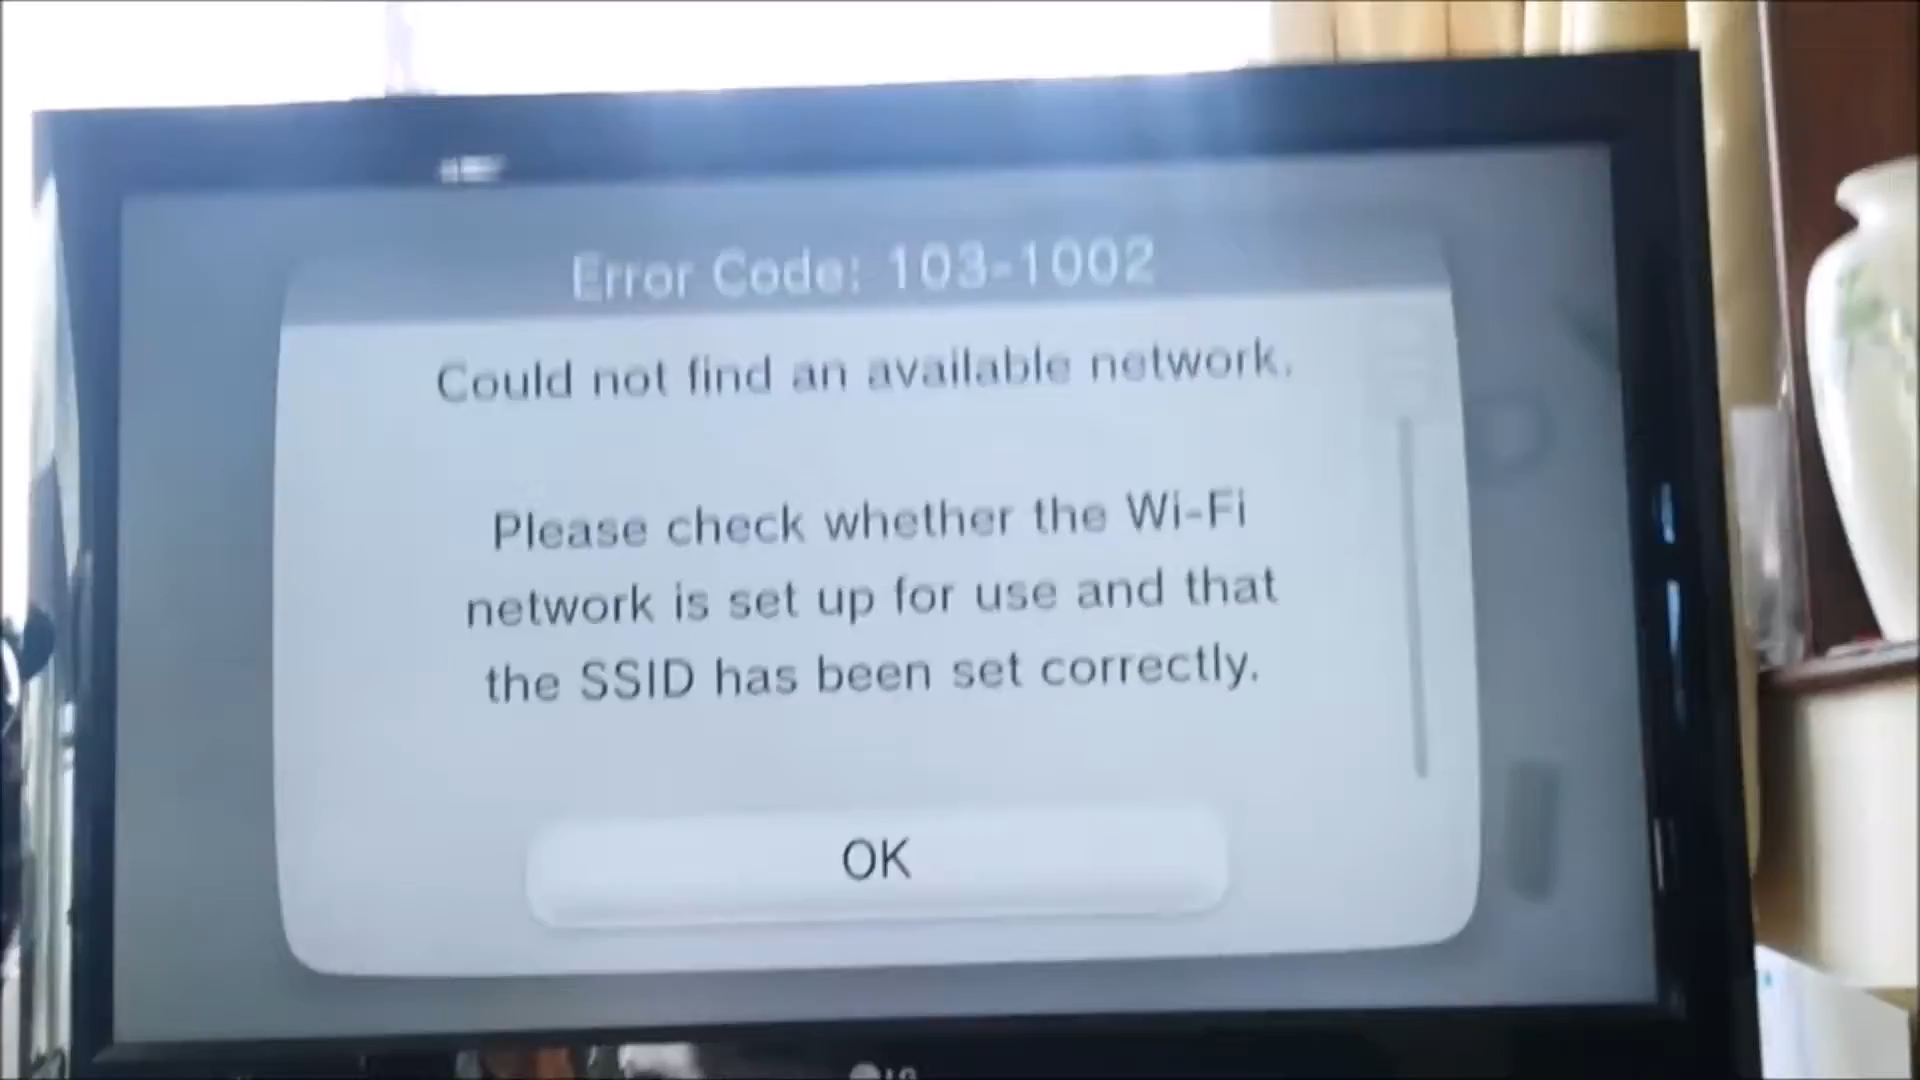 Error Code: 103-1002
Could not find an available network.
Please check whether the Wi-Fi
network is set up for use and that
the SSID has been set correctly.
OK
LG